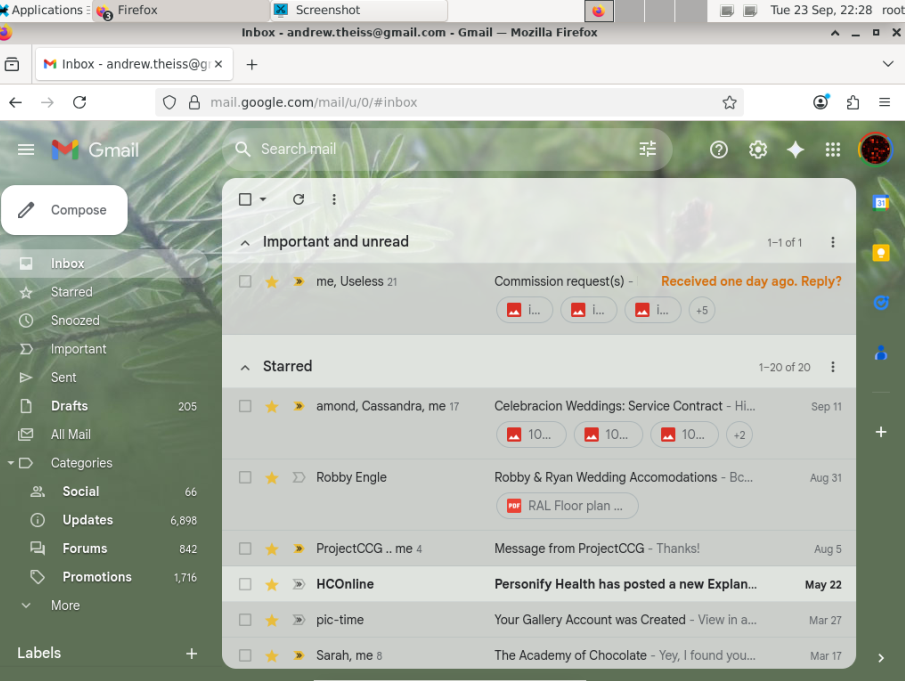 Applications
Firefox
3
Screenshot
Tue 23 Sep, 22:28
root
Inbox - andrew.theiss@gmail.com - Gmail — Mozilla Firefox
Inbox - andrew.theiss@gr
mail.google.com/mail/u/0/#inbox
Gmail
Search mail
31
Compose
Inbox
Starred
Snoozed
Important
Sent
Drafts 205
All Mail
Categories
Social 66
Updates 6,898
Forums 842
Promotions 1,716
More
Labels
Important and unread 1–1 of 1
me, Useless 21 Commission request(s) - Received one day ago. Reply?
i... i... i... +5
Starred 1–20 of 20
amond, Cassandra, me 17 Celebracion Weddings: Service Contract - Hi... Sep 11
10... 10... 10... +2
Robby Engle Robby & Ryan Wedding Accomodations - Bc... Aug 31
PDF RAL Floor plan ...
ProjectCCG .. me 4 Message from ProjectCCG - Thanks! Aug 5
HCOnline Personify Health has posted a new Explan... May 22
pic-time Your Gallery Account was Created - View in a... Mar 27
Sarah, me 8 The Academy of Chocolate - Yey, I found you... Mar 17